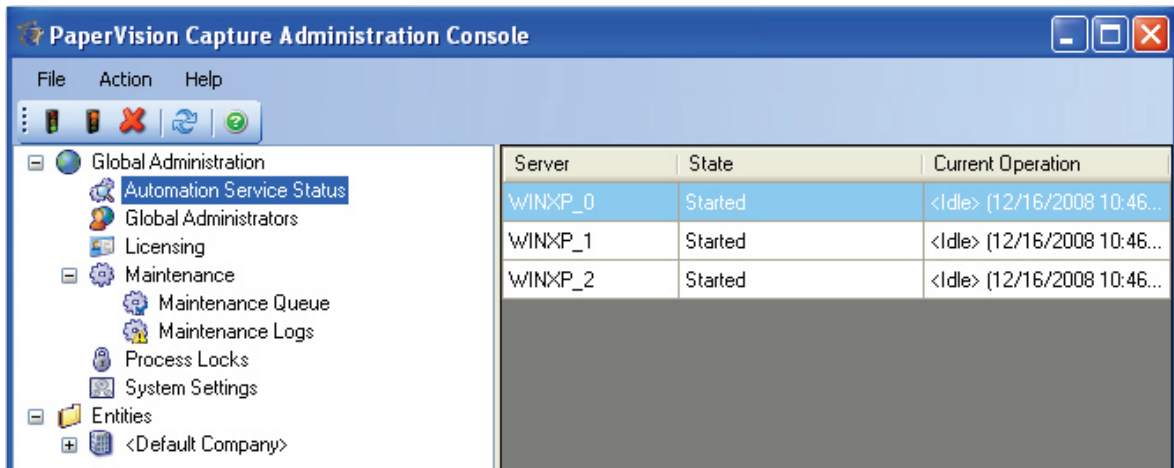 PaperVision Capture Administration Console
File Action Help
Global Administration
Automation Service Status
Global Administrators
Licensing
Maintenance
Maintenance Queue
Maintenance Logs
Process Locks
System Settings
Entities
<Default Company>
Server State Current Operation
WINXP_0 Started <Idle> (12/16/2008 10:46...
WINXP_1 Started <Idle> (12/16/2008 10:46...
WINXP_2 Started <Idle> (12/16/2008 10:46...